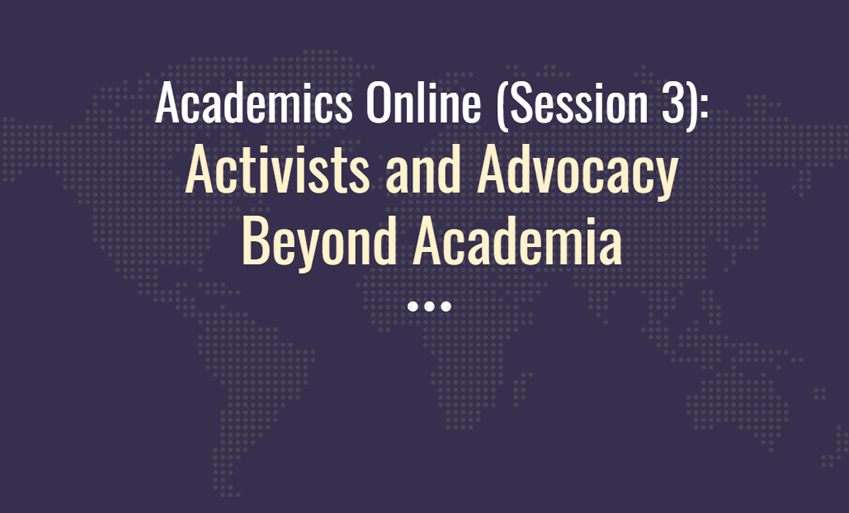 Academics Online (Session 3):
Activists and Advocacy
Beyond Academia